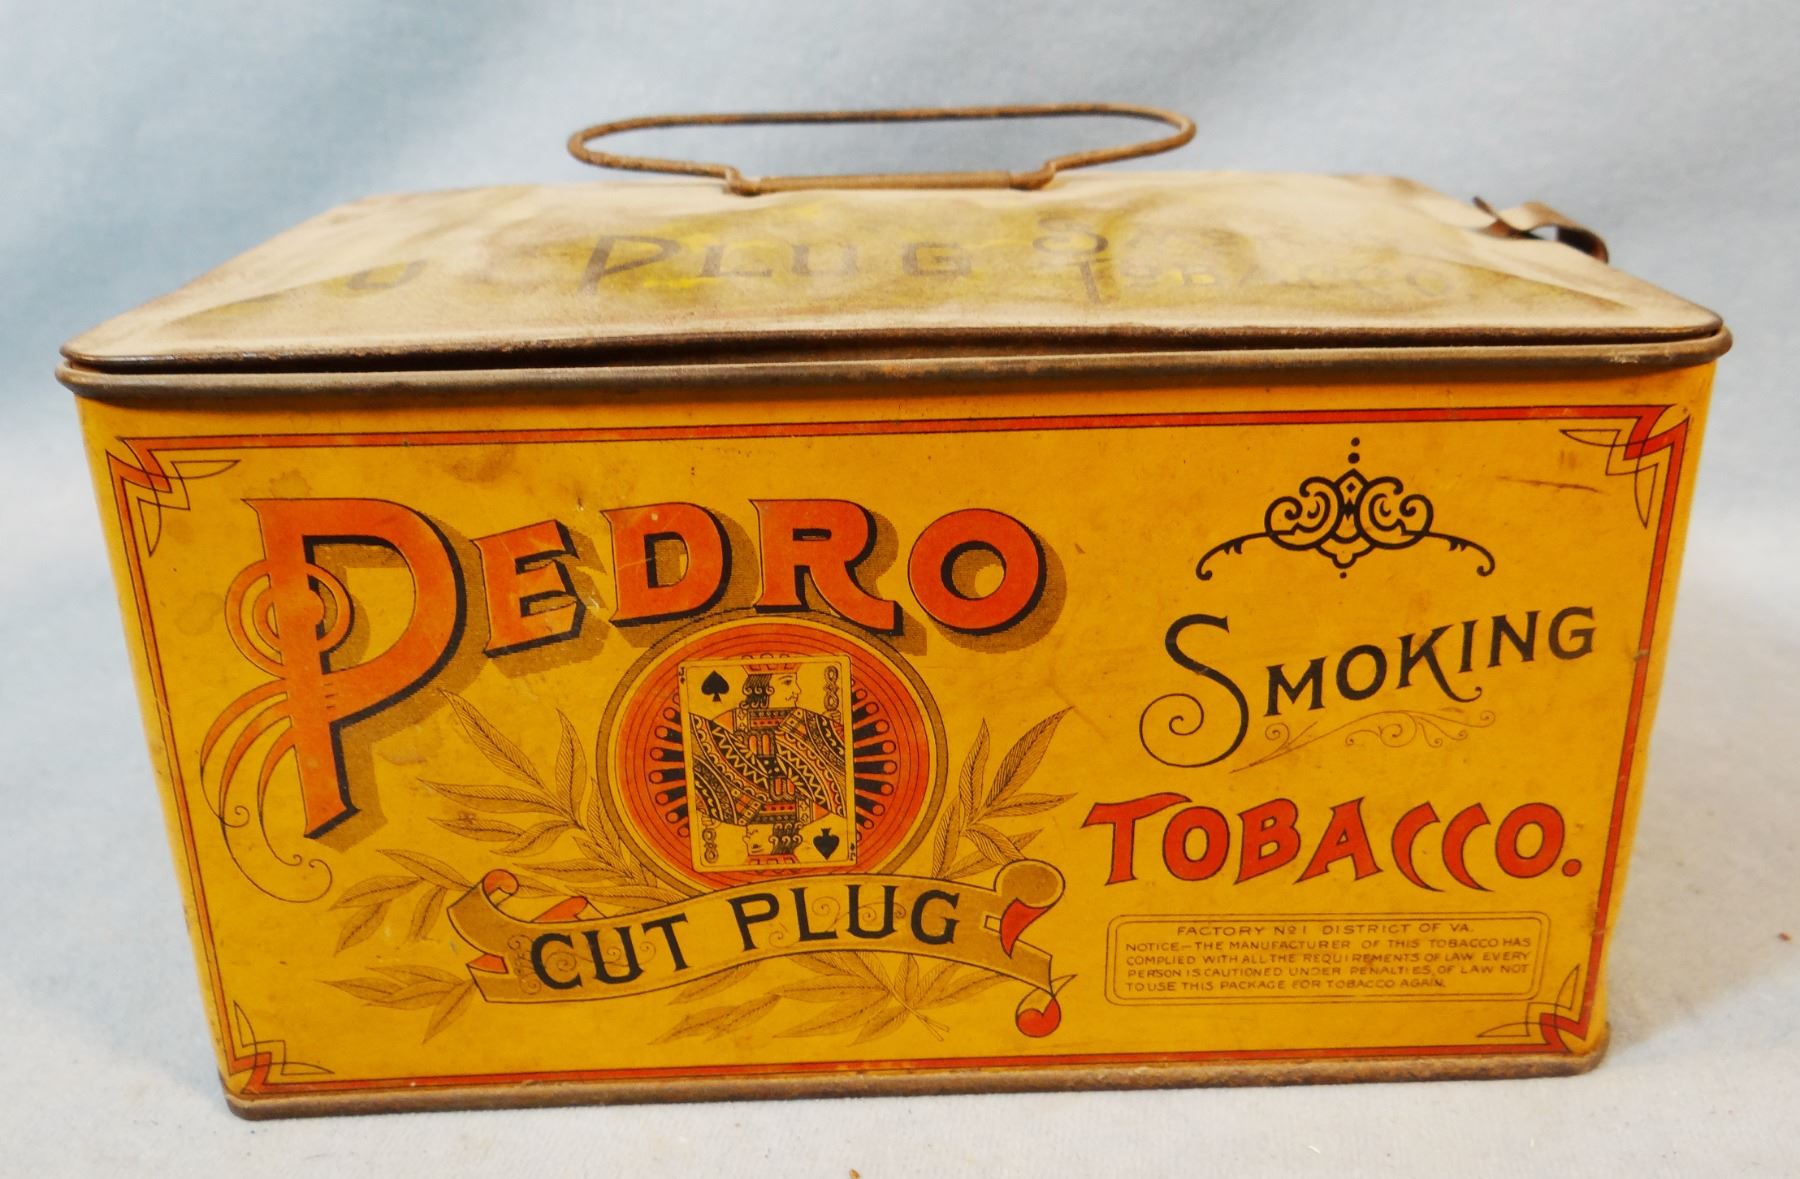 PLUG
TOBACCO
PEDRO
CUT PLUG
SMOKING
TOBACCO.
FACTORY Nº 1 DISTRICT OF VA.
NOTICE-THE MANUFACTURER OF THIS TOBACCO HAS
COMPLIED WITH ALL THE REQUIREMENTS OF LAW EVERY
PERSON IS CAUTIONED UNDER PENALTIES OF LAW NOT
TO USE THIS PACKAGE FOR TOBACCO AGAIN.